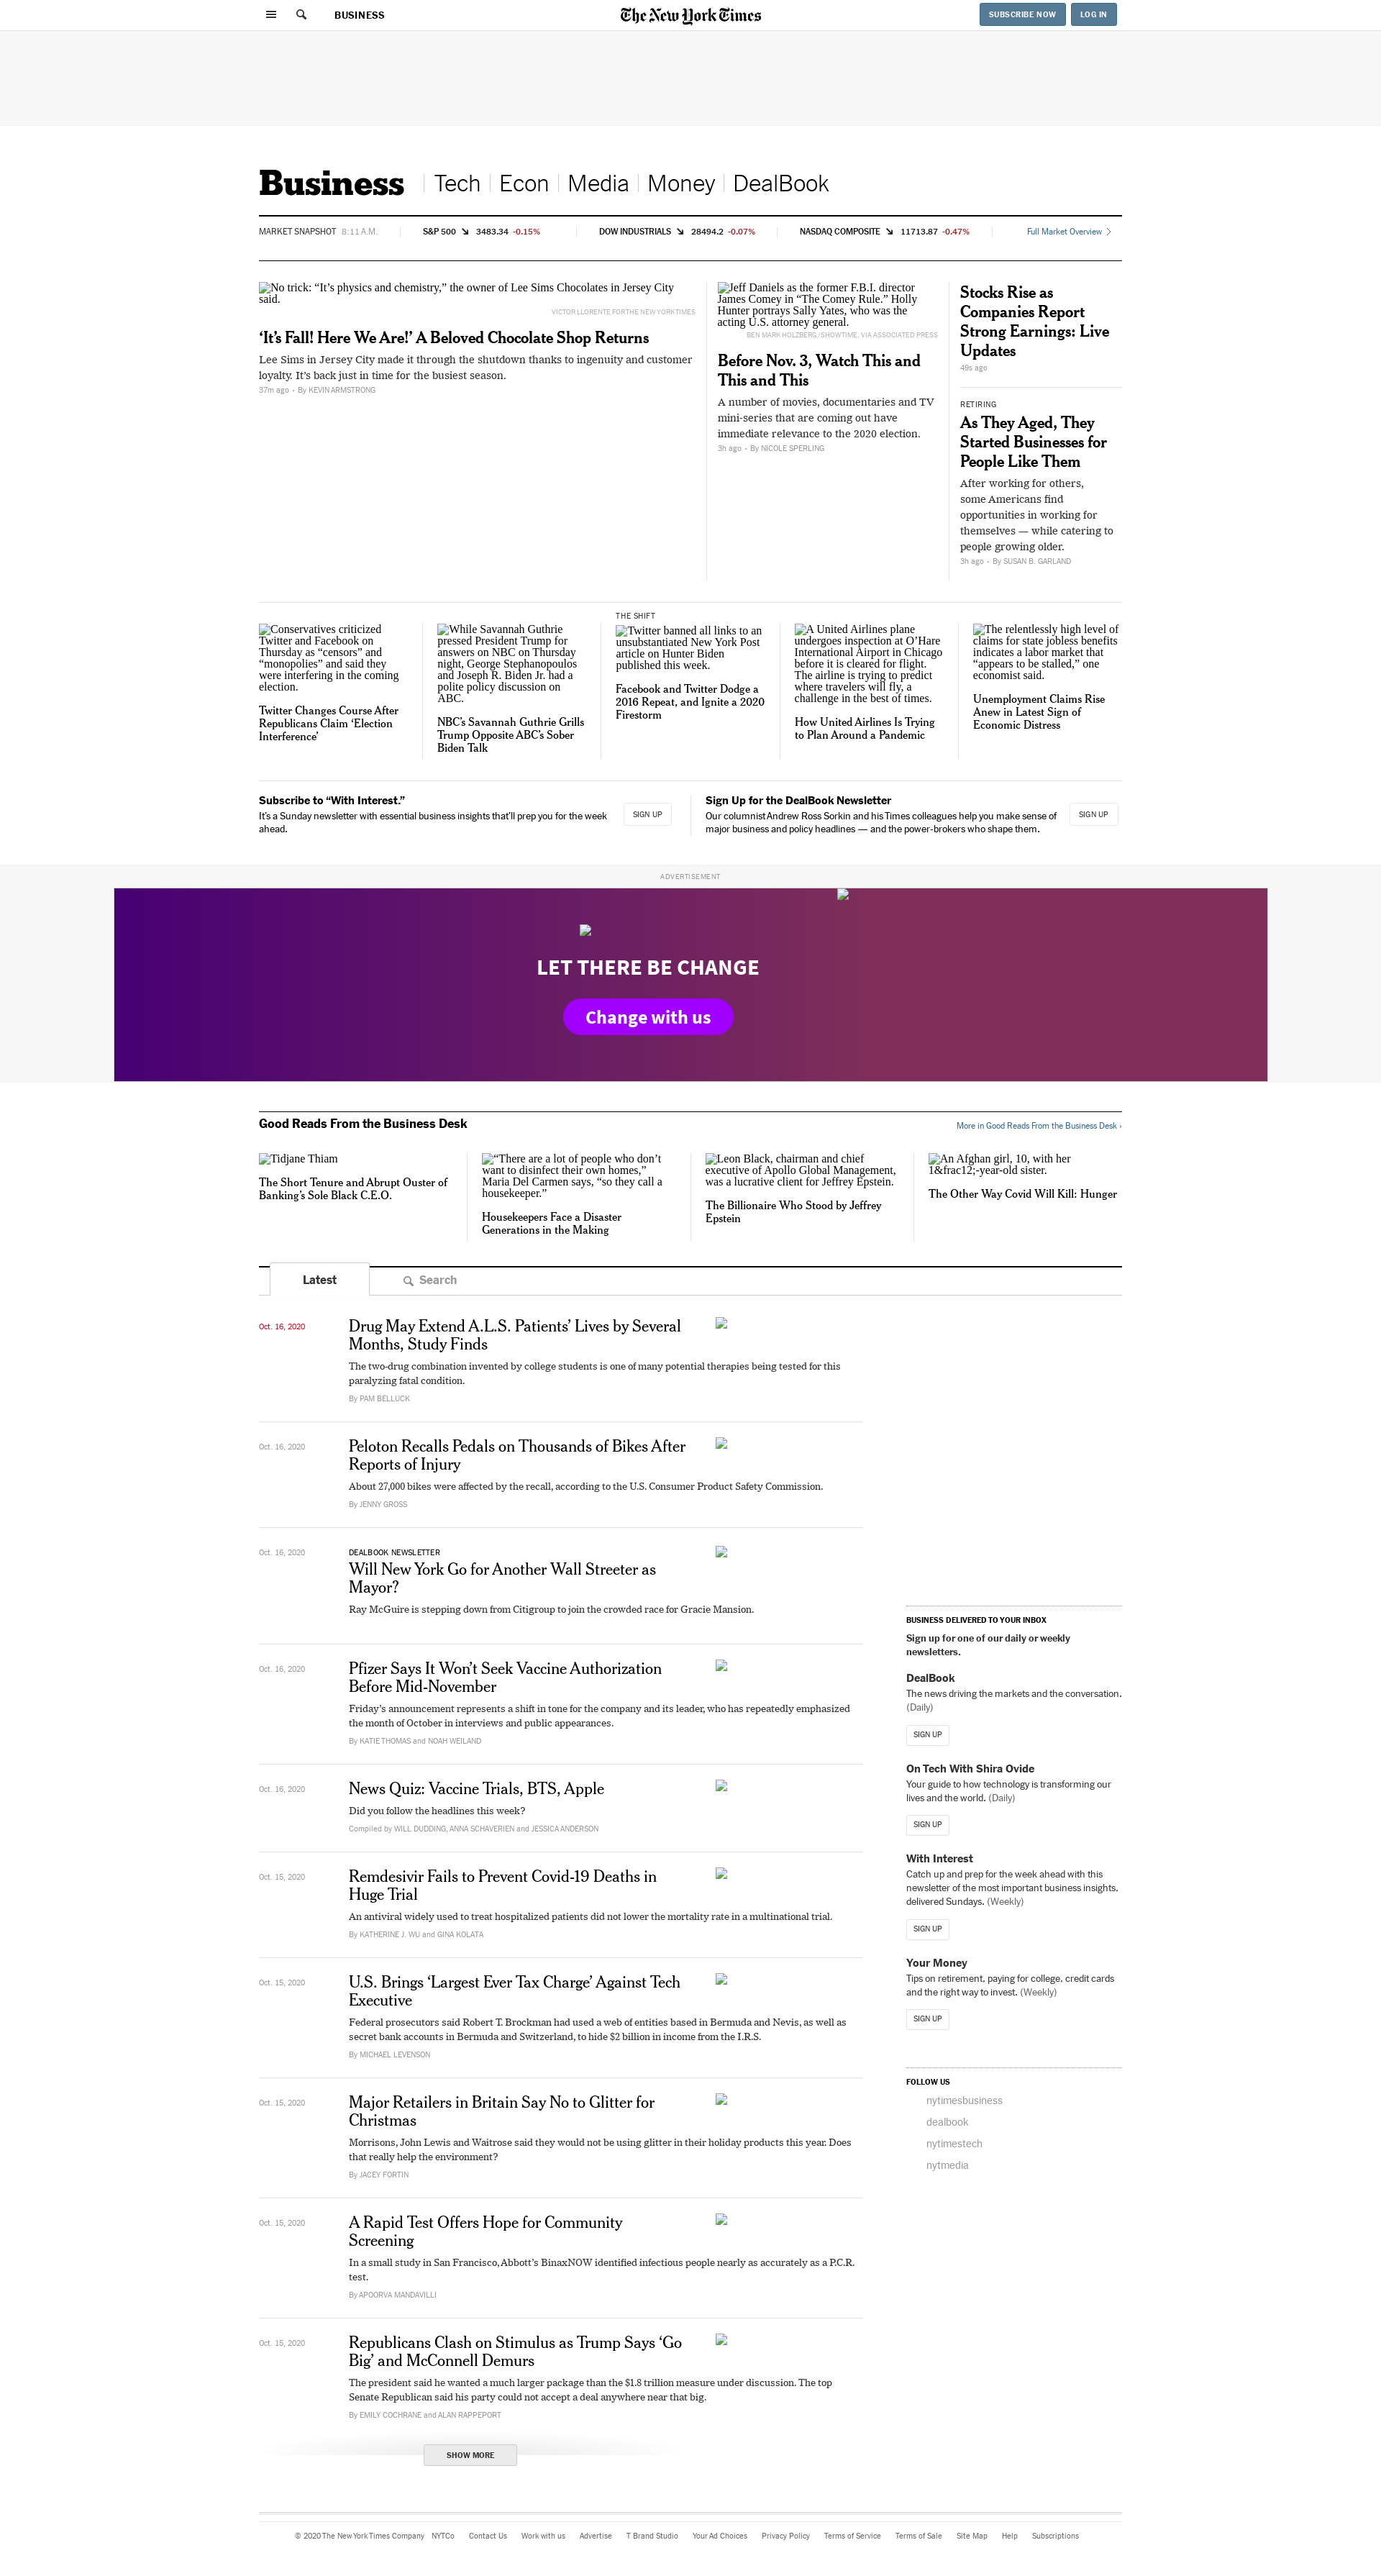 BUSINESS
The New York Times
SUBSCRIBE NOW
LOG IN
Business
Tech
Econ
Media
Money
DealBook
MARKET SNAPSHOT 8:11 A.M.
S&P 500 3483.34 -0.15%
DOW INDUSTRIALS 28494.2 -0.07%
NASDAQ COMPOSITE 11713.87 -0.47%
Full Market Overview
No trick: “It’s physics and chemistry,” the owner of Lee Sims Chocolates in Jersey City
said.
VICTOR LLORENTE FOR THE NEW YORK TIMES
‘It’s Fall! Here We Are!’ A Beloved Chocolate Shop Returns
Lee Sims in Jersey City made it through the shutdown thanks to ingenuity and customer
loyalty. It’s back just in time for the busiest season.
37m ago • By KEVIN ARMSTRONG
Jeff Daniels as the former F.B.I. director
James Comey in “The Comey Rule.” Holly
Hunter portrays Sally Yates, who was the
acting U.S. attorney general.
BEN MARK HOLZBERG/SHOWTIME, VIA ASSOCIATED PRESS
Before Nov. 3, Watch This and
This and This
A number of movies, documentaries and TV
mini-series that are coming out have
immediate relevance to the 2020 election.
3h ago • By NICOLE SPERLING
Stocks Rise as
Companies Report
Strong Earnings: Live
Updates
49s ago
RETIRING
As They Aged, They
Started Businesses for
People Like Them
After working for others,
some Americans find
opportunities in working for
themselves — while catering to
people growing older.
3h ago • By SUSAN B. GARLAND
Conservatives criticized
Twitter and Facebook on
Thursday as “censors” and
“monopolies” and said they
were interfering in the coming
election.
Twitter Changes Course After
Republicans Claim ‘Election
Interference’
While Savannah Guthrie
pressed President Trump for
answers on NBC on Thursday
night, George Stephanopoulos
and Joseph R. Biden Jr. had a
polite policy discussion on
ABC.
NBC’s Savannah Guthrie Grills
Trump Opposite ABC’s Sober
Biden Talk
THE SHIFT
Twitter banned all links to an
unsubstantiated New York Post
article on Hunter Biden
published this week.
Facebook and Twitter Dodge a
2016 Repeat, and Ignite a 2020
Firestorm
A United Airlines plane
undergoes inspection at O’Hare
International Airport in Chicago
before it is cleared for flight.
The airline is trying to predict
where travelers will fly, a
challenge in the best of times.
How United Airlines Is Trying
to Plan Around a Pandemic
The relentlessly high level of
claims for state jobless benefits
indicates a labor market that
“appears to be stalled,” one
economist said.
Unemployment Claims Rise
Anew in Latest Sign of
Economic Distress
Subscribe to “With Interest.”
It’s a Sunday newsletter with essential business insights that’ll prep you for the week
ahead.
SIGN UP
Sign Up for the DealBook Newsletter
Our columnist Andrew Ross Sorkin and his Times colleagues help you make sense of
major business and policy headlines — and the power-brokers who shape them.
SIGN UP
ADVERTISEMENT
LET THERE BE CHANGE
Change with us
Good Reads From the Business Desk
More in Good Reads From the Business Desk ›
Tidjane Thiam
The Short Tenure and Abrupt Ouster of
Banking’s Sole Black C.E.O.
“There are a lot of people who don’t
want to disinfect their own homes,”
Maria Del Carmen says, “so they call a
housekeeper.”
Housekeepers Face a Disaster
Generations in the Making
Leon Black, chairman and chief
executive of Apollo Global Management,
was a lucrative client for Jeffrey Epstein.
The Billionaire Who Stood by Jeffrey
Epstein
An Afghan girl, 10, with her
1&frac12;-year-old sister.
The Other Way Covid Will Kill: Hunger
Latest
Search
Oct. 16, 2020
Drug May Extend A.L.S. Patients’ Lives by Several
Months, Study Finds
The two-drug combination invented by college students is one of many potential therapies being tested for this
paralyzing fatal condition.
By PAM BELLUCK
Oct. 16, 2020
Peloton Recalls Pedals on Thousands of Bikes After
Reports of Injury
About 27,000 bikes were affected by the recall, according to the U.S. Consumer Product Safety Commission.
By JENNY GROSS
Oct. 16, 2020
DEALBOOK NEWSLETTER
Will New York Go for Another Wall Streeter as
Mayor?
Ray McGuire is stepping down from Citigroup to join the crowded race for Gracie Mansion.
Oct. 16, 2020
Pfizer Says It Won’t Seek Vaccine Authorization
Before Mid-November
Friday’s announcement represents a shift in tone for the company and its leader, who has repeatedly emphasized
the month of October in interviews and public appearances.
By KATIE THOMAS and NOAH WEILAND
Oct. 16, 2020
News Quiz: Vaccine Trials, BTS, Apple
Did you follow the headlines this week?
Compiled by WILL DUDDING, ANNA SCHAVERIEN and JESSICA ANDERSON
Oct. 15, 2020
Remdesivir Fails to Prevent Covid-19 Deaths in
Huge Trial
An antiviral widely used to treat hospitalized patients did not lower the mortality rate in a multinational trial.
By KATHERINE J. WU and GINA KOLATA
Oct. 15, 2020
U.S. Brings ‘Largest Ever Tax Charge’ Against Tech
Executive
Federal prosecutors said Robert T. Brockman had used a web of entities based in Bermuda and Nevis, as well as
secret bank accounts in Bermuda and Switzerland, to hide $2 billion in income from the I.R.S.
By MICHAEL LEVENSON
Oct. 15, 2020
Major Retailers in Britain Say No to Glitter for
Christmas
Morrisons, John Lewis and Waitrose said they would not be using glitter in their holiday products this year. Does
that really help the environment?
By JACEY FORTIN
Oct. 15, 2020
A Rapid Test Offers Hope for Community
Screening
In a small study in San Francisco, Abbott’s BinaxNOW identified infectious people nearly as accurately as a P.C.R.
test.
By APOORVA MANDAVILLI
Oct. 15, 2020
Republicans Clash on Stimulus as Trump Says ‘Go
Big’ and McConnell Demurs
The president said he wanted a much larger package than the $1.8 trillion measure under discussion. The top
Senate Republican said his party could not accept a deal anywhere near that big.
By EMILY COCHRANE and ALAN RAPPEPORT
SHOW MORE
BUSINESS DELIVERED TO YOUR INBOX
Sign up for one of our daily or weekly
newsletters.
DealBook
The news driving the markets and the conversation.
(Daily)
SIGN UP
On Tech With Shira Ovide
Your guide to how technology is transforming our
lives and the world. (Daily)
SIGN UP
With Interest
Catch up and prep for the week ahead with this
newsletter of the most important business insights,
delivered Sundays. (Weekly)
SIGN UP
Your Money
Tips on retirement, paying for college, credit cards
and the right way to invest. (Weekly)
SIGN UP
FOLLOW US
nytimesbusiness
dealbook
nytimestech
nytmedia
© 2020 The New York Times Company NYTCo Contact Us Work with us Advertise T Brand Studio Your Ad Choices Privacy Policy Terms of Service Terms of Sale Site Map Help Subscriptions